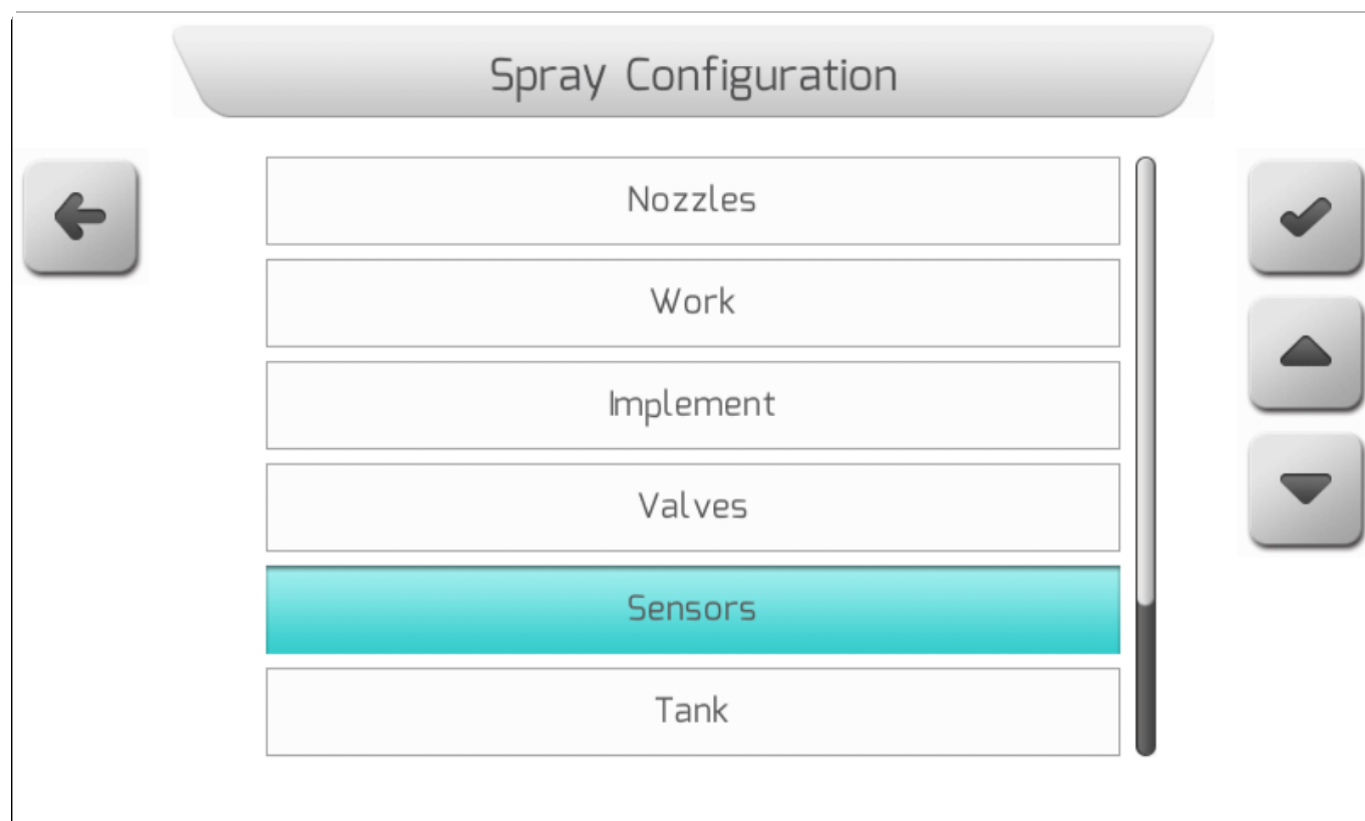 Spray Configuration
Nozzles
Work
Implement
Valves
Sensors
Tank